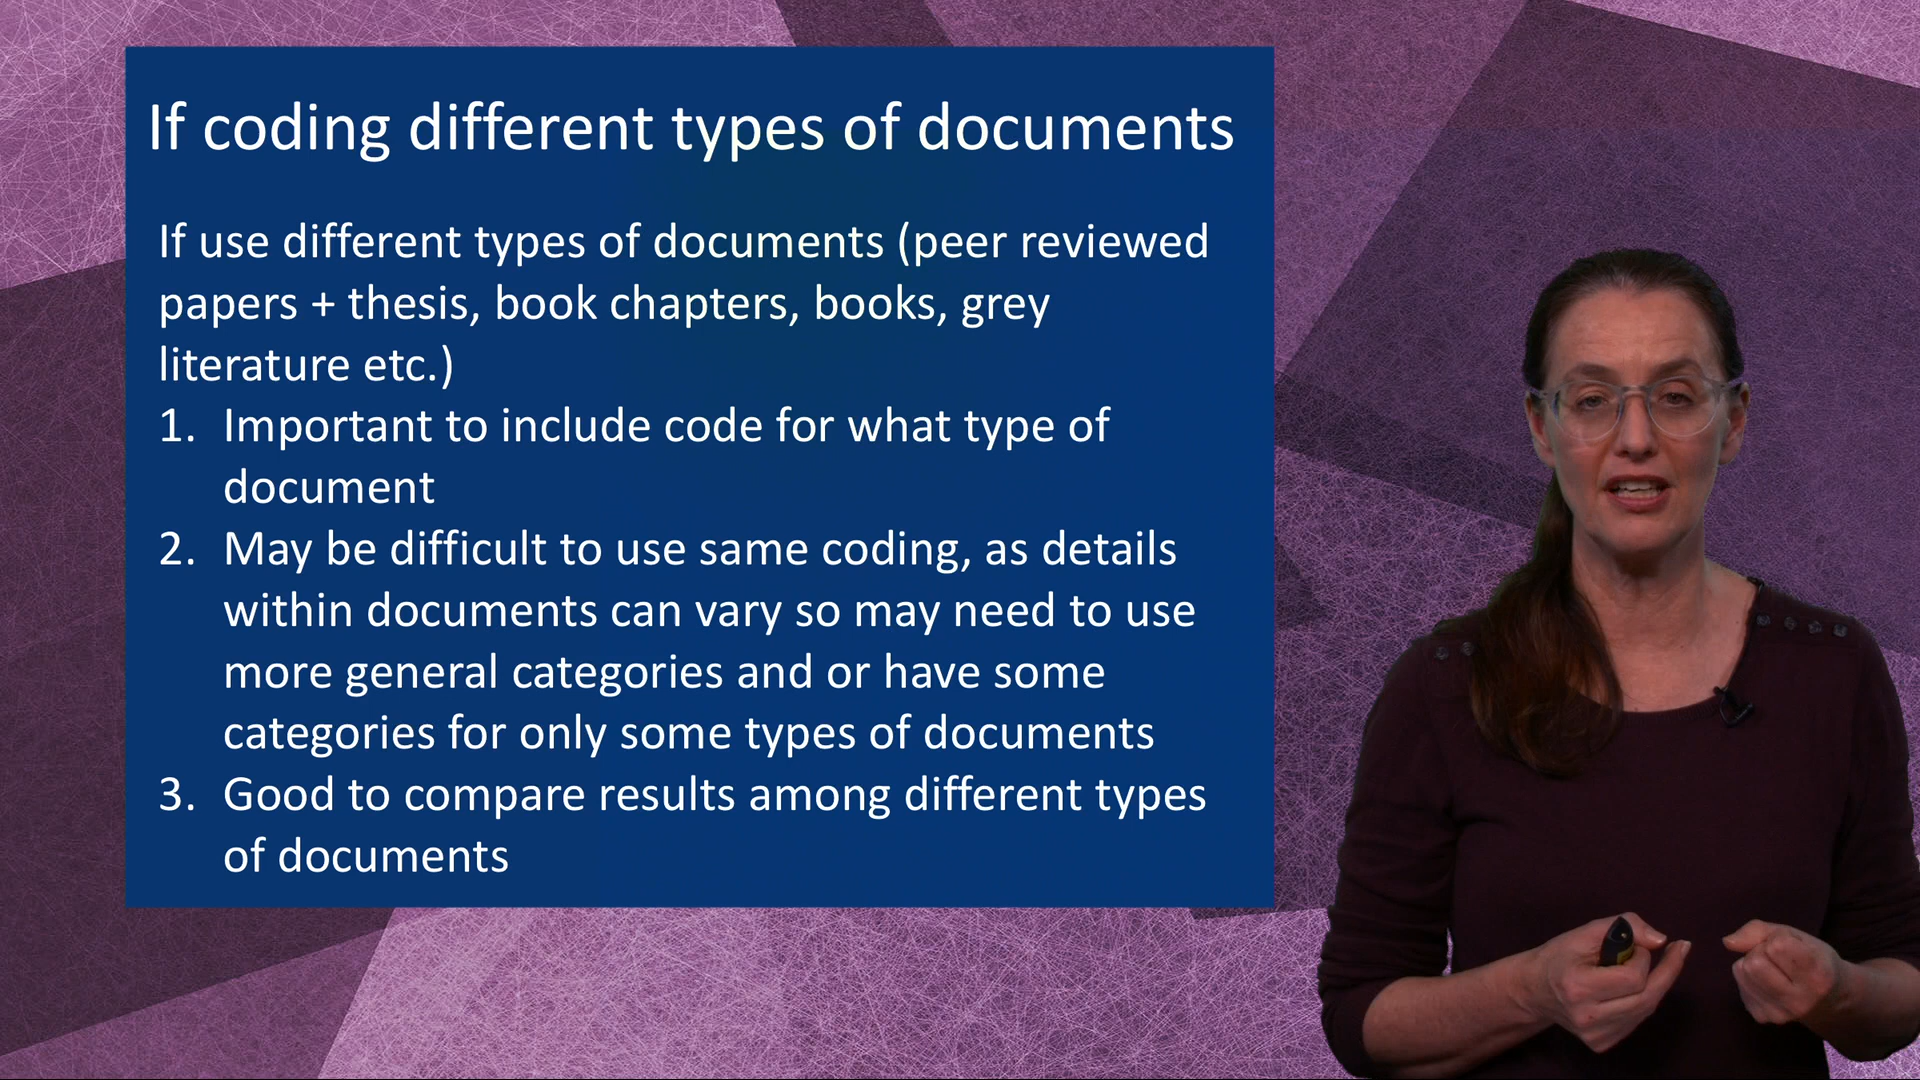 If coding different types of documents
If use different types of documents (peer reviewed
papers + thesis, book chapters, books, grey
literature etc.)
1. Important to include code for what type of
document
2. May be difficult to use same coding, as details
within documents can vary so may need to use
more general categories and or have some
categories for only some types of documents
3. Good to compare results among different types
of documents